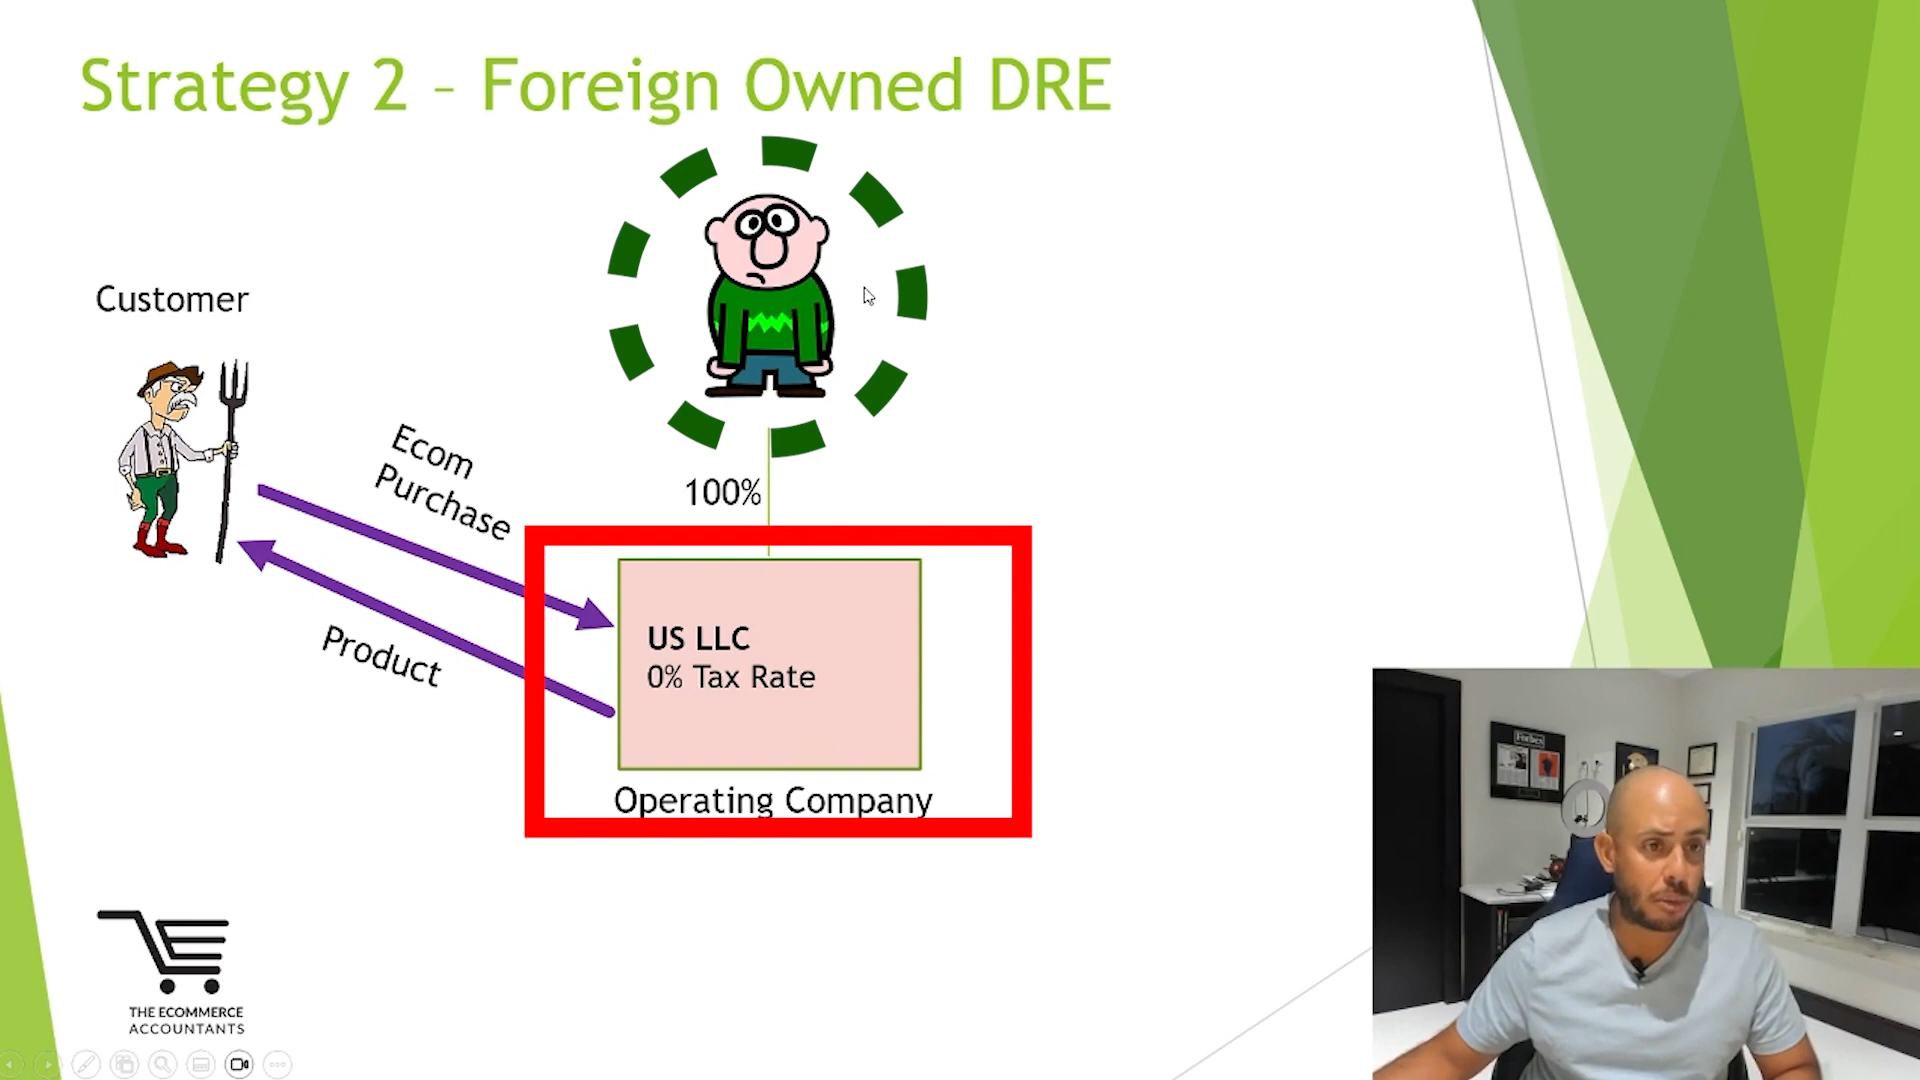 Strategy 2 – Foreign Owned DRE
Customer
Ecom
Purchase
Product
100%
US LLC
0% Tax Rate
Operating Company
THE ECOMMERCE
ACCOUNTANTS
Forbes